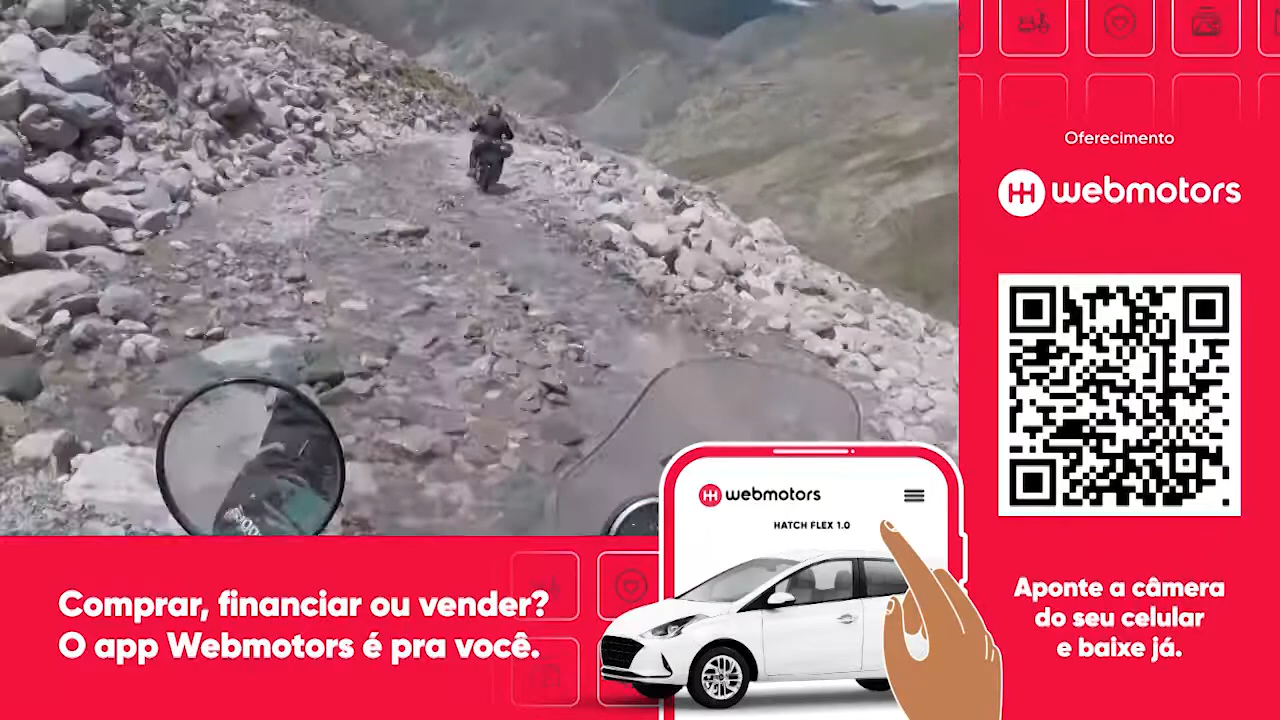 Oferecimento
webmotors
webmotors
HATCH FLEX 1.0
Comprar, financiar ou vender?
O app Webmotors é pra você.
Aponte a câmera
do seu celular
e baixe já.